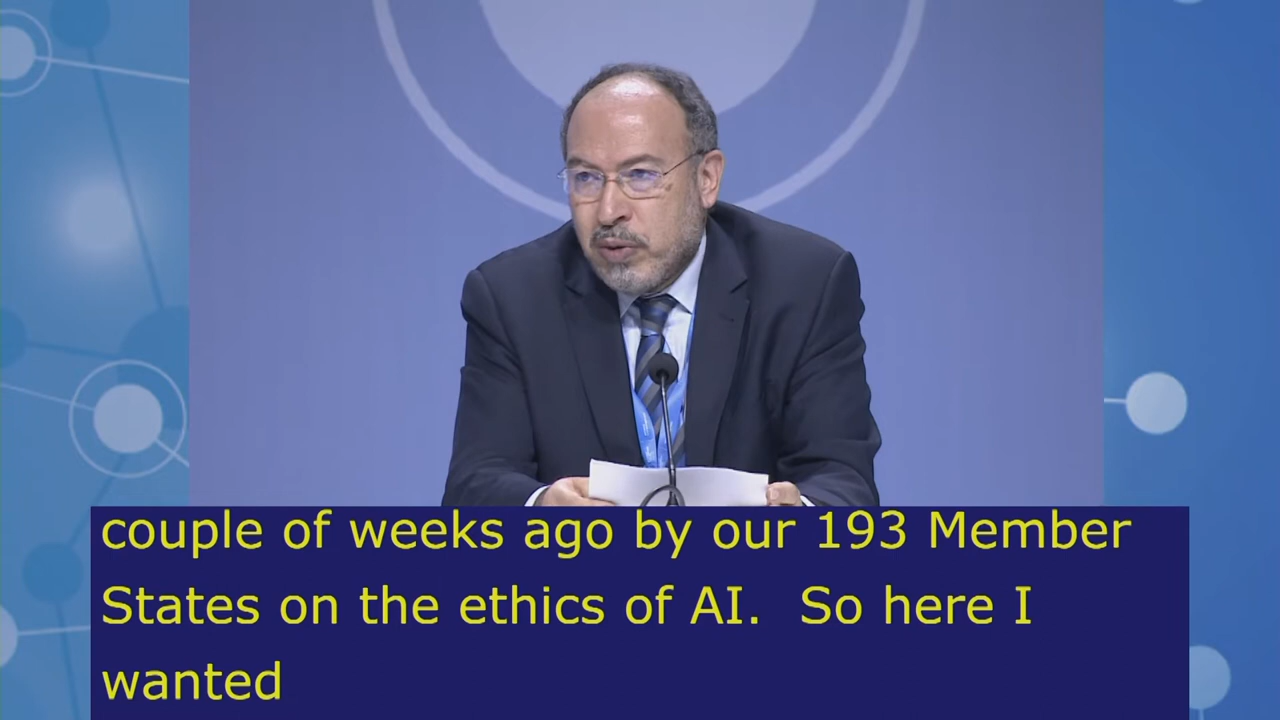 couple of weeks ago by our 193 Member
States on the ethics of AI.  So here I
wanted